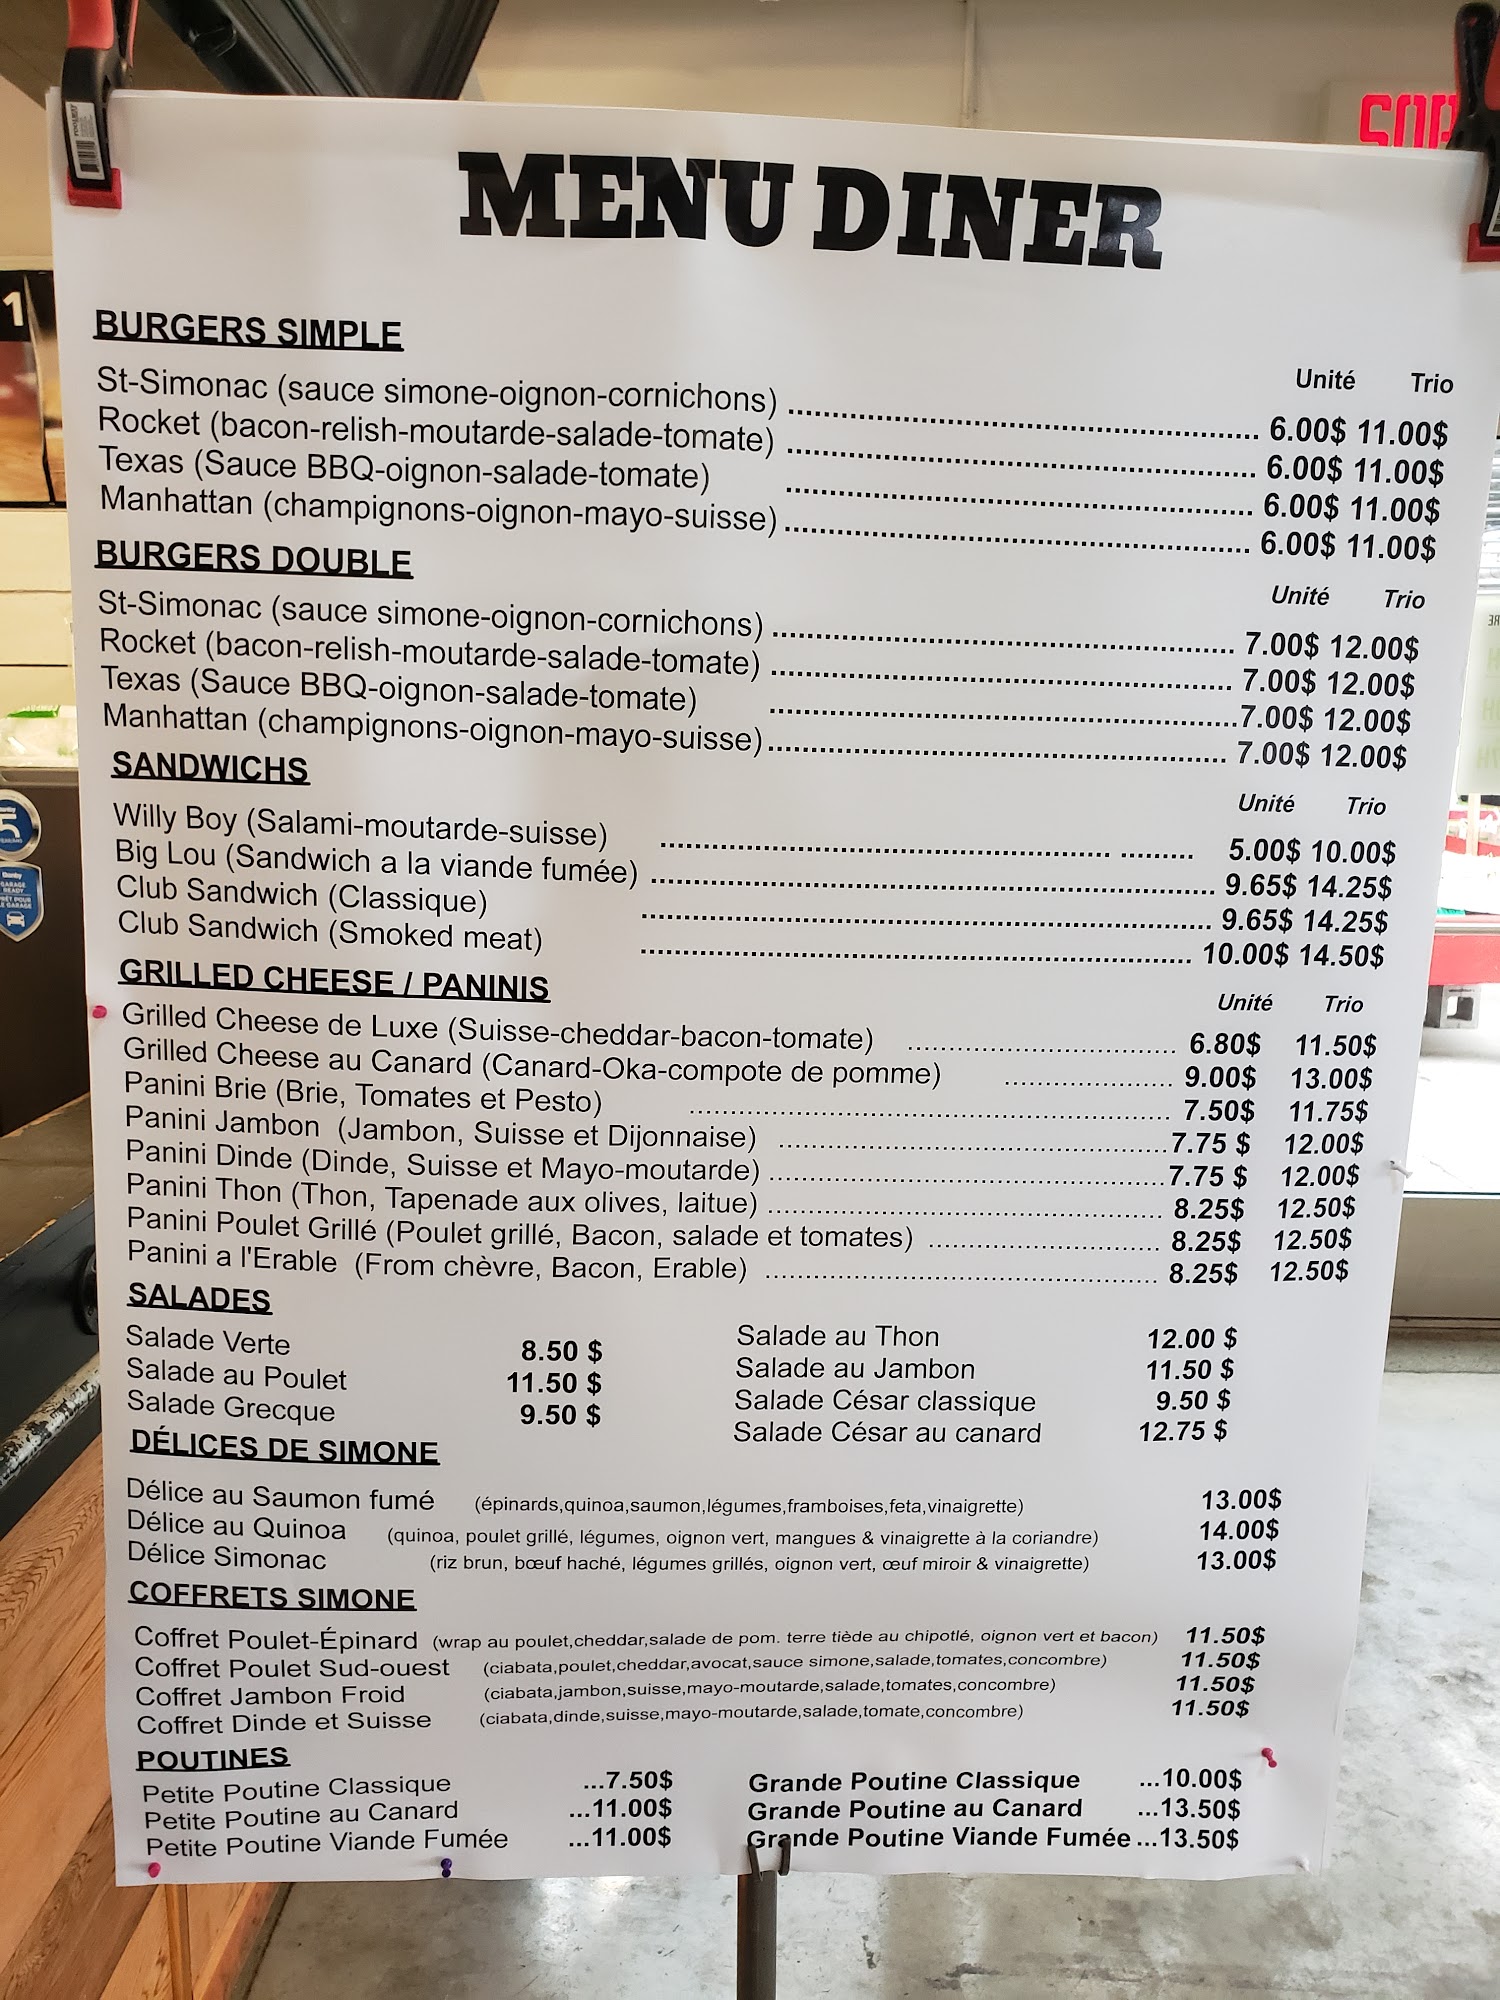 MENU DINER
BURGERS SIMPLE
Unité Trio
St-Simonac (sauce simone-oignon-cornichons) 6.00$ 11.00$
Rocket (bacon-relish-moutarde-salade-tomate) 6.00$ 11.00$
Texas (Sauce BBQ-oignon-salade-tomate) 6.00$ 11.00$
Manhattan (champignons-oignon-mayo-suisse) 6.00$ 11.00$
BURGERS DOUBLE
Unité Trio
St-Simonac (sauce simone-oignon-cornichons) 7.00$ 12.00$
Rocket (bacon-relish-moutarde-salade-tomate) 7.00$ 12.00$
Texas (Sauce BBQ-oignon-salade-tomate) 7.00$ 12.00$
Manhattan (champignons-oignon-mayo-suisse) 7.00$ 12.00$
SANDWICHS
Unité Trio
Willy Boy (Salami-moutarde-suisse) 5.00$ 10.00$
Big Lou (Sandwich a la viande fumée) 9.65$ 14.25$
Club Sandwich (Classique) 9.65$ 14.25$
Club Sandwich (Smoked meat) 10.00$ 14.50$
GRILLED CHEESE / PANINIS
Unité Trio
Grilled Cheese de Luxe (Suisse-cheddar-bacon-tomate) 6.80$ 11.50$
Grilled Cheese au Canard (Canard-Oka-compote de pomme) 9.00$ 13.00$
Panini Brie (Brie, Tomates et Pesto) 7.50$ 11.75$
Panini Jambon (Jambon, Suisse et Dijonnaise) 7.75 $ 12.00$
Panini Dinde (Dinde, Suisse et Mayo-moutarde) 7.75 $ 12.00$
Panini Thon (Thon, Tapenade aux olives, laitue) 8.25$ 12.50$
Panini Poulet Grillé (Poulet grillé, Bacon, salade et tomates) 8.25$ 12.50$
Panini a l'Erable (From chèvre, Bacon, Erable) 8.25$ 12.50$
SALADES
Salade Verte 8.50 $ Salade au Thon 12.00 $
Salade au Poulet 11.50 $ Salade au Jambon 11.50 $
Salade Grecque 9.50 $ Salade César classique 9.50 $
Salade César au canard 12.75 $
DÉLICES DE SIMONE
Délice au Saumon fumé (épinards,quinoa,saumon,légumes,framboises,feta,vinaigrette) 13.00$
Délice au Quinoa (quinoa, poulet grillé, légumes, oignon vert, mangues & vinaigrette à la coriandre) 14.00$
Délice Simonac (riz brun, bœuf haché, légumes grillés, oignon vert, œuf miroir & vinaigrette) 13.00$
COFFRETS SIMONE
Coffret Poulet-Épinard (wrap au poulet,cheddar,salade de pom. terre tiède au chipotlé, oignon vert et bacon) 11.50$
Coffret Poulet Sud-ouest (ciabata,poulet,cheddar,avocat,sauce simone,salade,tomates,concombre) 11.50$
Coffret Jambon Froid (ciabata,jambon,suisse,mayo-moutarde,salade,tomates,concombre) 11.50$
Coffret Dinde et Suisse (ciabata,dinde,suisse,mayo-moutarde,salade,tomate,concombre) 11.50$
POUTINES
Petite Poutine Classique ...7.50$ Grande Poutine Classique ...10.00$
Petite Poutine au Canard ...11.00$ Grande Poutine au Canard ...13.50$
Petite Poutine Viande Fumée ...11.00$ Grande Poutine Viande Fumée ...13.50$
1
5
Danby
GARAGE
READY